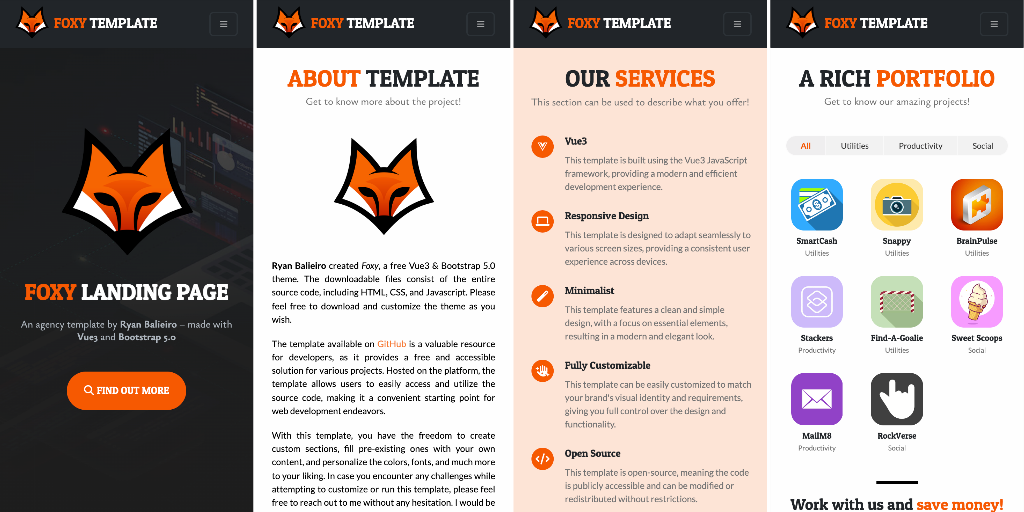 FOXY TEMPLATE
FOXY LANDING PAGE
An agency template by Ryan Balieiro – made with
Vue3 and Bootstrap 5.0
FIND OUT MORE
FOXY TEMPLATE
ABOUT TEMPLATE
Get to know more about the project!
Ryan Balieiro created Foxy, a free Vue3 & Bootstrap 5.0
theme. The downloadable files consist of the entire
source code, including HTML, CSS, and Javascript. Please
feel free to download and customize the theme as you
wish.
The template available on GitHub is a valuable resource
for developers, as it provides a free and accessible
solution for various projects. Hosted on the platform, the
template allows users to easily access and utilize the
source code, making it a convenient starting point for
web development endeavors.
With this template, you have the freedom to create
custom sections, fill pre-existing ones with your own
content, and personalize the colors, fonts, and much more
to your liking. In case you encounter any challenges while
attempting to customize or run this template, please feel
free to reach out to me without any hesitation. I would be
FOXY TEMPLATE
OUR SERVICES
This section can be used to describe what you offer!
Vue3
This template is built using the Vue3 JavaScript
framework, providing a modern and efficient
development experience.
Responsive Design
This template is designed to adapt seamlessly to
various screen sizes, providing a consistent user
experience across devices.
Minimalist
This template features a clean and simple
design, with a focus on essential elements,
resulting in a modern and elegant look.
Fully Customizable
This template can be easily customized to match
your brand's visual identity and requirements,
giving you full control over the design and
functionality.
Open Source
This template is open-source, meaning the code
is publicly accessible and can be modified or
redistributed without restrictions.
FOXY TEMPLATE
A RICH PORTFOLIO
Get to know our amazing projects!
All Utilities Productivity Social
SmartCash Snappy BrainPulse
Utilities Utilities Utilities
Stackers Find-A-Goalie Sweet Scoops
Productivity Utilities Social
MailM8 RockVerse
Productivity Social
Work with us and save money!